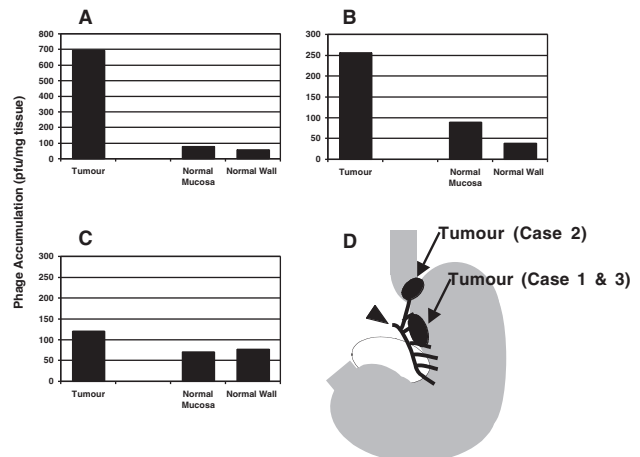 A
800
700
600
500
400
300
200
100
0
Tumour
Normal
Mucosa
Normal Wall
B
300
250
200
150
100
50
0
Tumour
Normal
Mucosa
Normal Wall
Phage Accumulation (pfu/mg tissue)
C
300
250
200
150
100
50
0
Tumour
Normal
Mucosa
Normal Wall
D
Tumour (Case 2)
Tumour (Case 1 & 3)